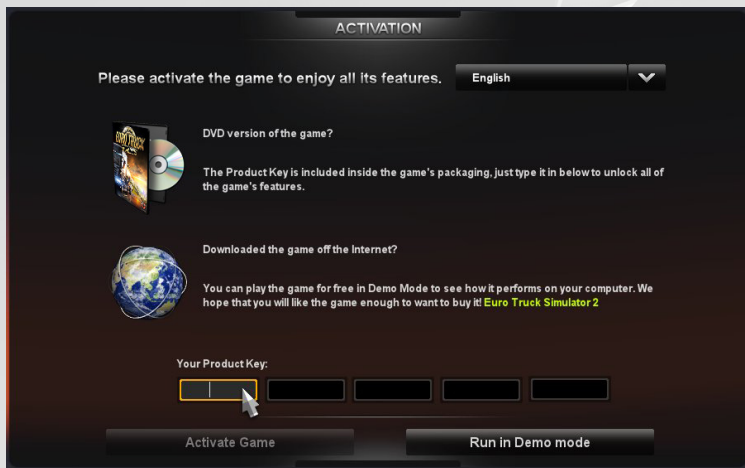 ACTIVATION
Please activate the game to enjoy all its features.
English
EURO TRUCK
DVD version of the game?
The Product Key is included inside the game's packaging, just type it in below to unlock all of
the game's features.
Downloaded the game off the Internet?
You can play the game for free in Demo Mode to see how it performs on your computer. We
hope that you will like the game enough to want to buy it! Euro Truck Simulator 2
Your Product Key:
Activate Game
Run in Demo mode